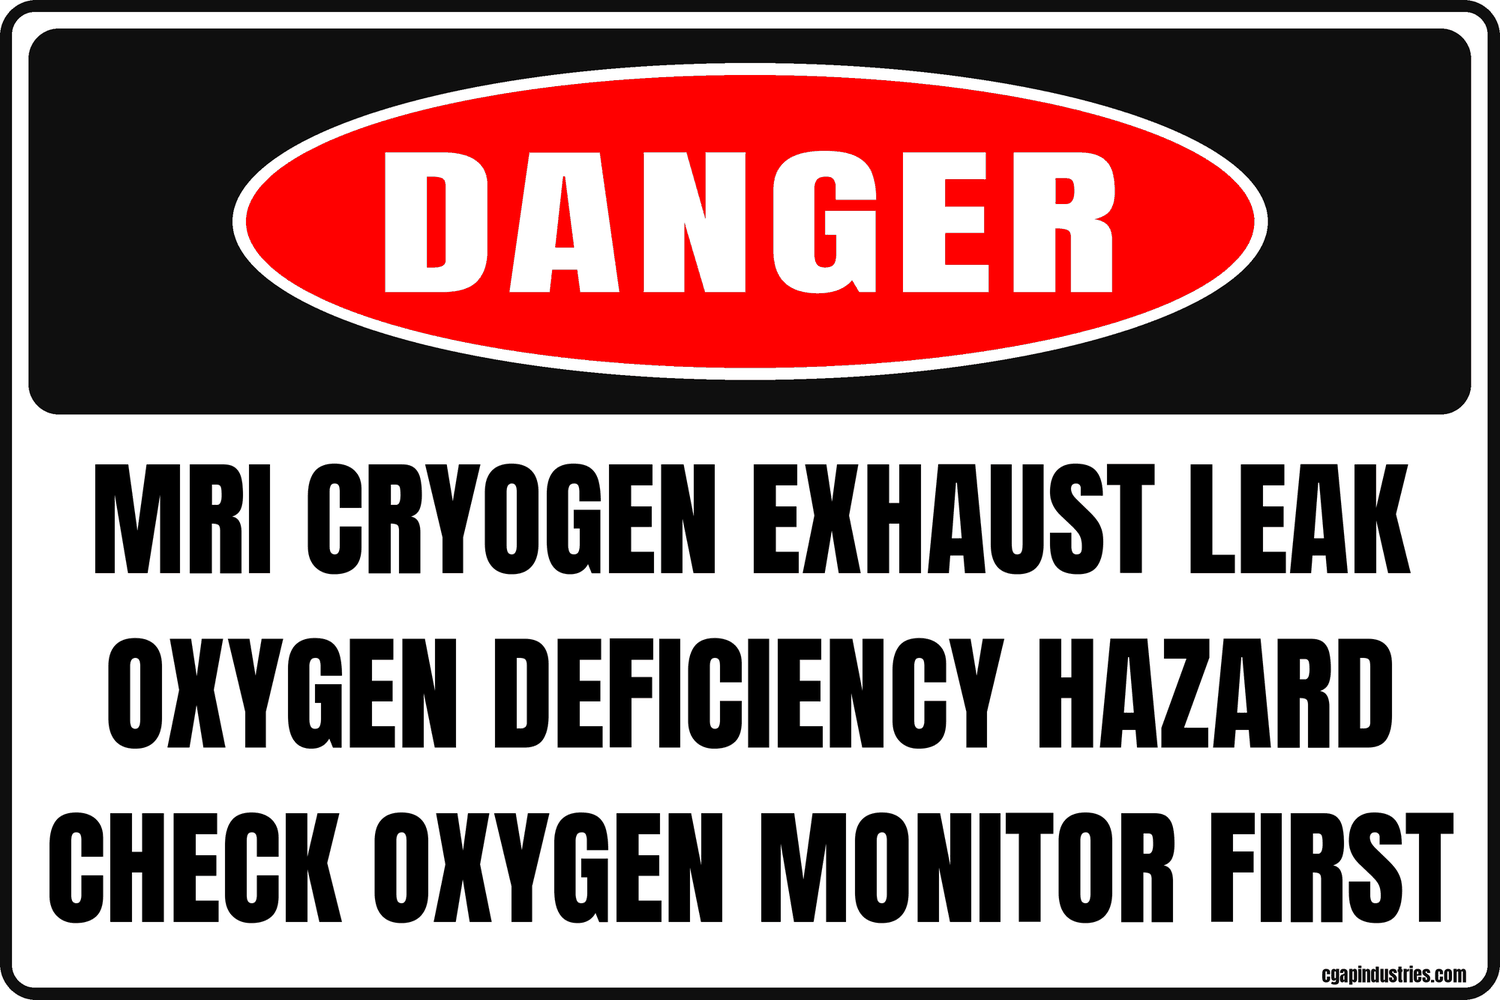 DANGER
MRI CRYOGEN EXHAUST LEAK
OXYGEN DEFICIENCY HAZARD
CHECK OXYGEN MONITOR FIRST
cgapindustries.com